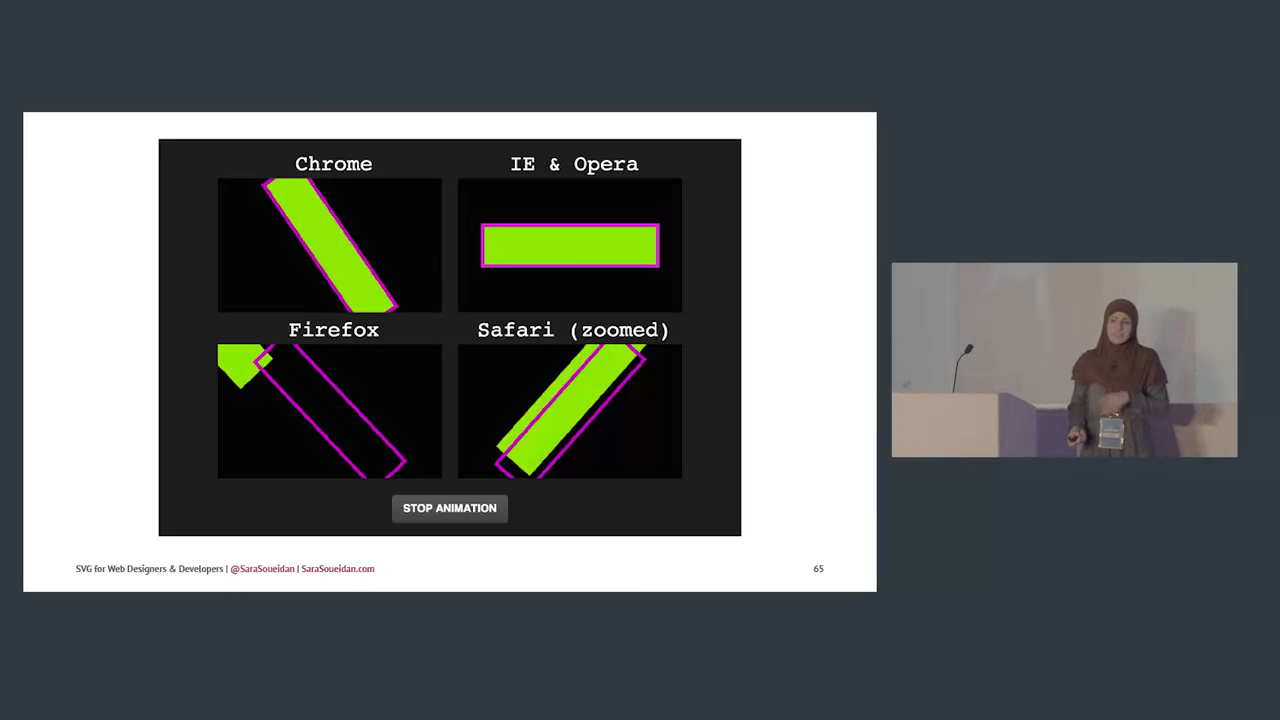 Chrome
IE & Opera
Firefox
Safari (zoomed)
STOP ANIMATION
SVG for Web Designers & Developers | @SaraSoueidan | SaraSoueidan.com
65